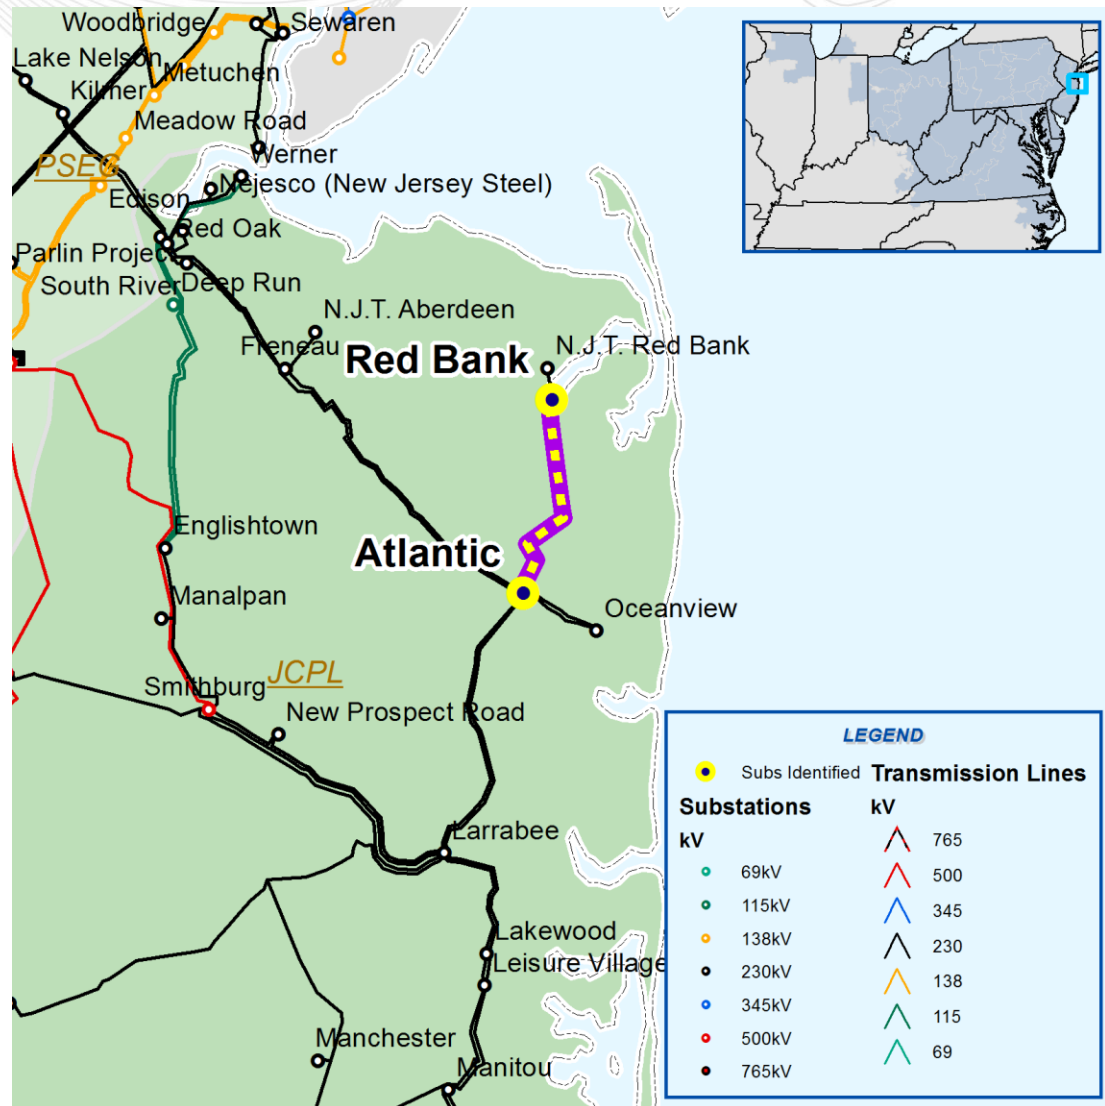 Woodbridge
Sewaren
Lake Nelson
Metuchen
Kilmer
Meadow Road
Werner
PSEG
Nejesco (New Jersey Steel)
Edison
Red Oak
Parlin Project
South River
Deep Run
N.J.T. Aberdeen
Freneau
Red Bank
N.J.T. Red Bank
Englishtown
Atlantic
Manalpan
Oceanview
JCPL
Smithburg
New Prospect Road
Larrabee
Lakewood
Leisure Village
Manchester
Manitou
LEGEND
Subs Identified
Substations
kV
69kV
115kV
138kV
230kV
345kV
500kV
765kV
Transmission Lines
kV
765
500
345
230
138
115
69